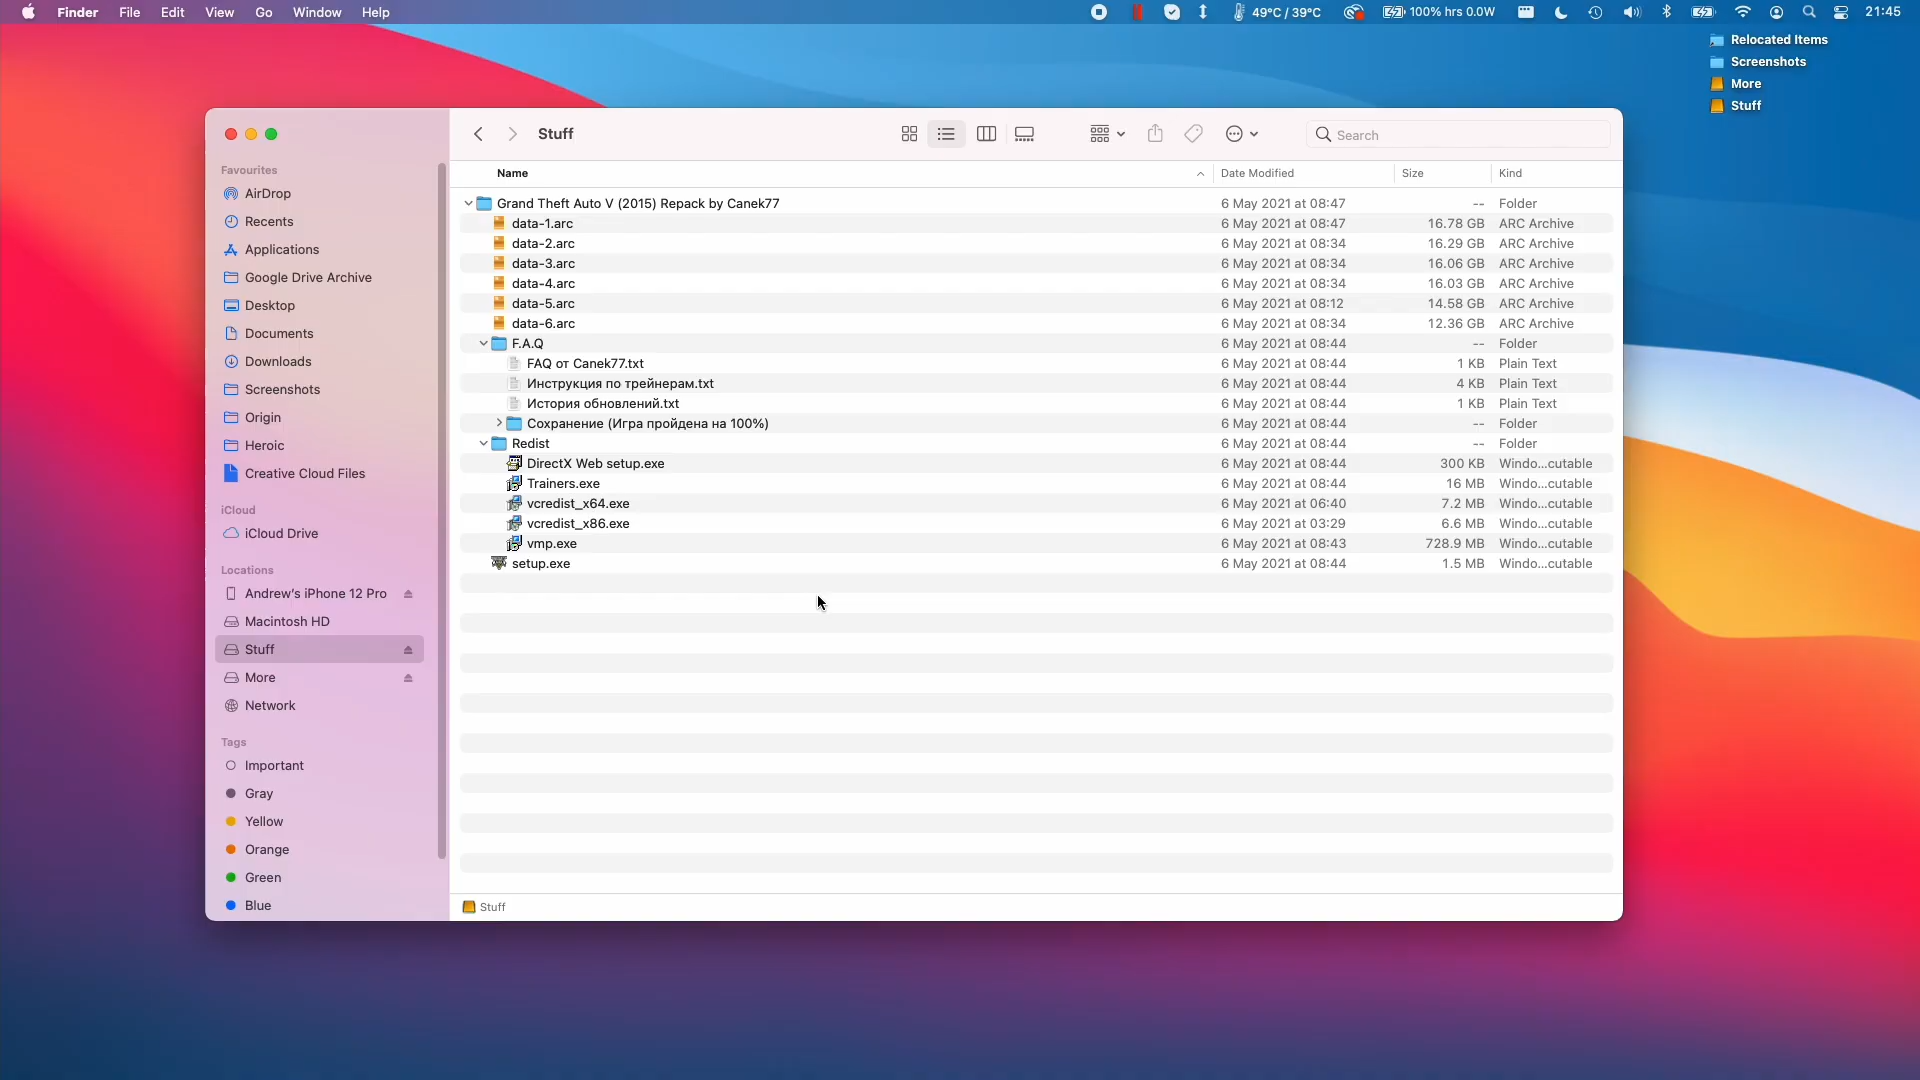 Finder File Edit View Go Window Help 49°C / 39°C 100% hrs 0.0W 21:45
Relocated Items
Screenshots
More
Stuff
Stuff
Search
Favourites
AirDrop
Recents
Applications
Google Drive Archive
Desktop
Documents
Downloads
Screenshots
Origin
Heroic
Creative Cloud Files
iCloud
iCloud Drive
Locations
Andrew's iPhone 12 Pro
Macintosh HD
Stuff
More
Network
Tags
Important
Gray
Yellow
Orange
Green
Blue
Name Date Modified Size Kind
Grand Theft Auto V (2015) Repack by Canek77 6 May 2021 at 08:47 -- Folder
data-1.arc 6 May 2021 at 08:47 16.78 GB ARC Archive
data-2.arc 6 May 2021 at 08:34 16.29 GB ARC Archive
data-3.arc 6 May 2021 at 08:34 16.06 GB ARC Archive
data-4.arc 6 May 2021 at 08:34 16.03 GB ARC Archive
data-5.arc 6 May 2021 at 08:12 14.58 GB ARC Archive
data-6.arc 6 May 2021 at 08:34 12.36 GB ARC Archive
F.A.Q 6 May 2021 at 08:44 -- Folder
FAQ от Canek77.txt 6 May 2021 at 08:44 1 KB Plain Text
Инструкция по трейнерам.txt 6 May 2021 at 08:44 4 KB Plain Text
История обновлений.txt 6 May 2021 at 08:44 1 KB Plain Text
Сохранение (Игра пройдена на 100%) 6 May 2021 at 08:44 -- Folder
Redist 6 May 2021 at 08:44 -- Folder
DirectX Web setup.exe 6 May 2021 at 08:44 300 KB Windo...cutable
Trainers.exe 6 May 2021 at 08:44 16 MB Windo...cutable
vcredist_x64.exe 6 May 2021 at 06:40 7.2 MB Windo...cutable
vcredist_x86.exe 6 May 2021 at 03:29 6.6 MB Windo...cutable
vmp.exe 6 May 2021 at 08:43 728.9 MB Windo...cutable
setup.exe 6 May 2021 at 08:44 1.5 MB Windo...cutable
Stuff